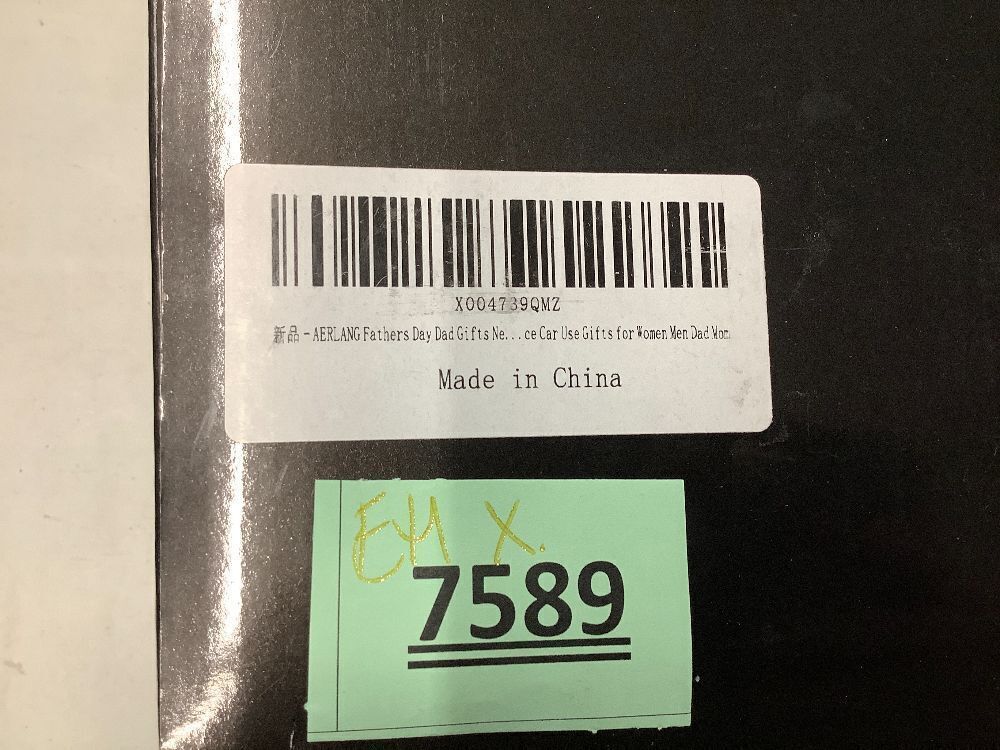 X004739QMZ
新品 - AERLANG Fathers Day Dad Gifts Ne...ce Car Use Gifts for Women Men Dad Mom
Made in China
X.
7589